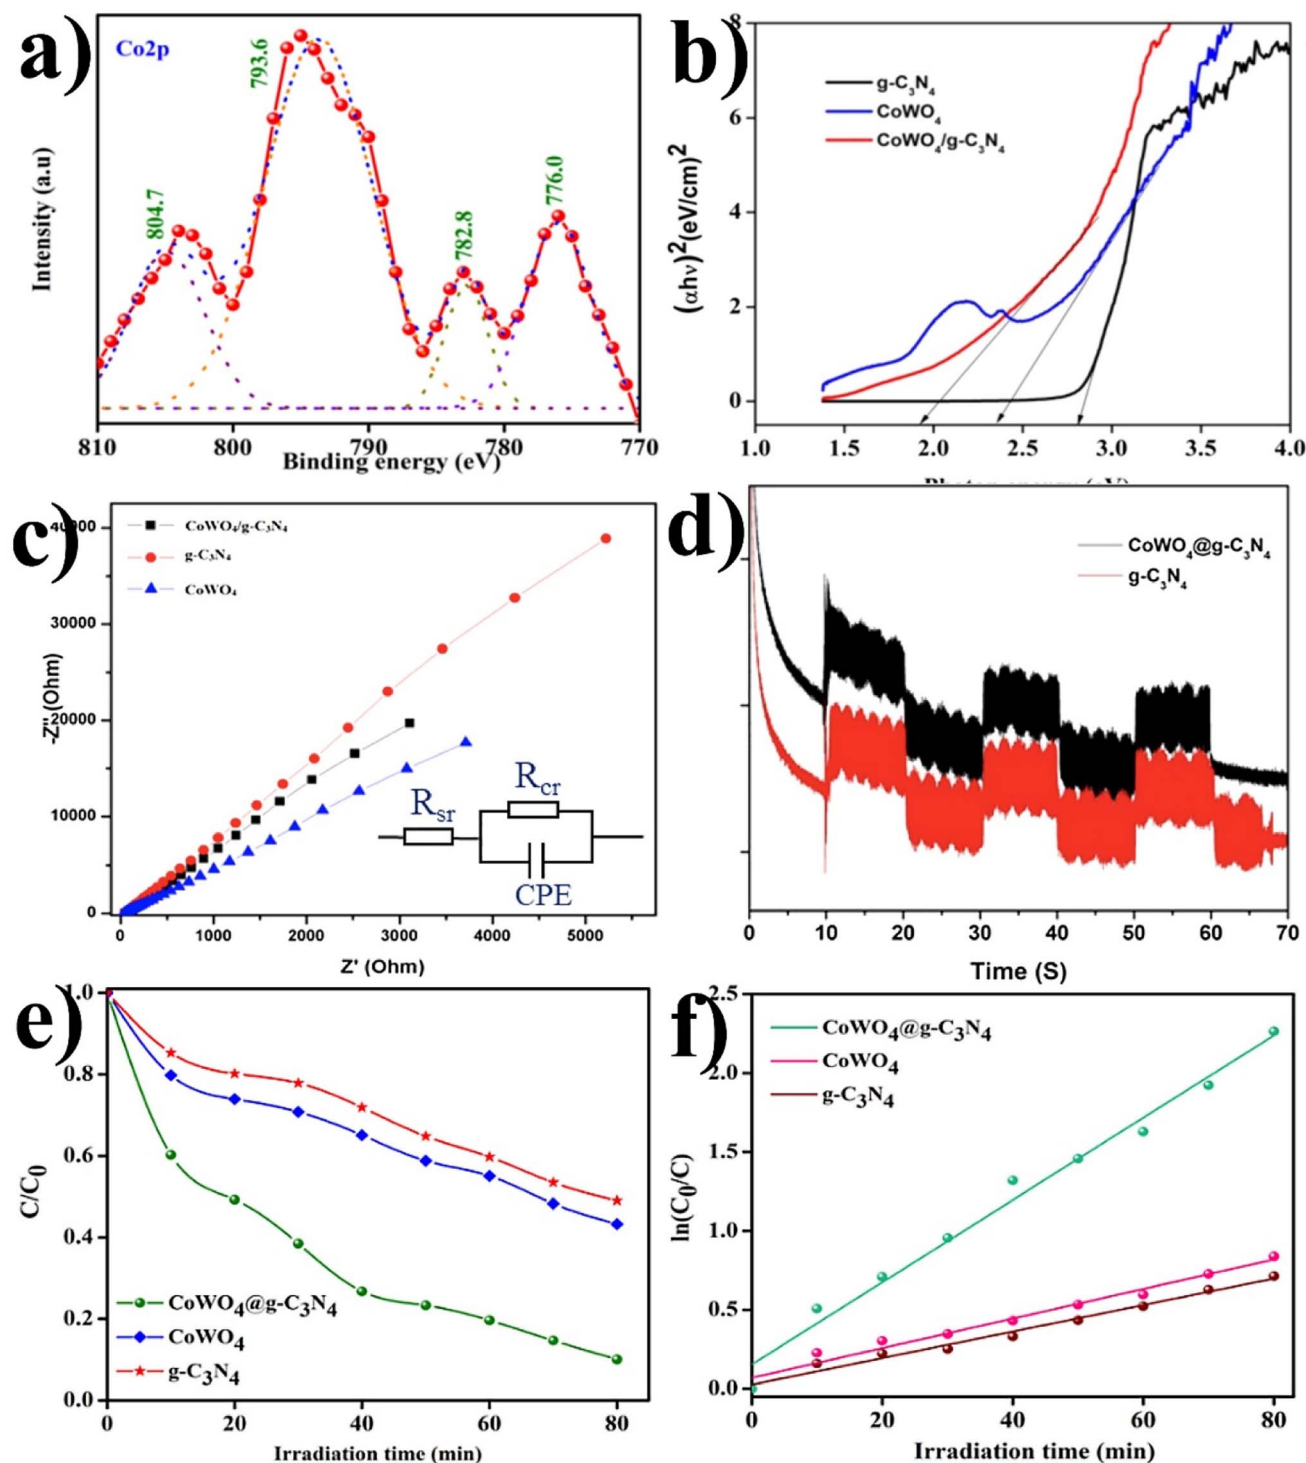 a)
Co2p
804.7
793.6
782.8
776.0
Intensity (a.u)
810 800 790 780 770
Binding energy (eV)
b)
g-C₃N₄
CoWO₄
CoWO₄/g-C₃N₄
(αhν)²(eV/cm)²
8
6
4
2
0
1.0 1.5 2.0 2.5 3.0 3.5 4.0
c)
CoWO₄/g-C₃N₄
g-C₃N₄
CoWO₄
-Z'' (Ohm)
40000
30000
20000
10000
0
Rsr
Rcr
CPE
0 1000 2000 3000 4000 5000
Z' (Ohm)
d)
CoWO₄@g-C₃N₄
g-C₃N₄
0 10 20 30 40 50 60 70
Time (S)
e)
C/C₀
1.0
0.8
0.6
0.4
0.2
0.0
CoWO₄@g-C₃N₄
CoWO₄
g-C₃N₄
0 20 40 60 80
Irradiation time (min)
f)
CoWO₄@g-C₃N₄
CoWO₄
g-C₃N₄
ln(C₀/C)
2.5
2.0
1.5
1.0
0.5
0.0
0 20 40 60 80
Irradiation time (min)